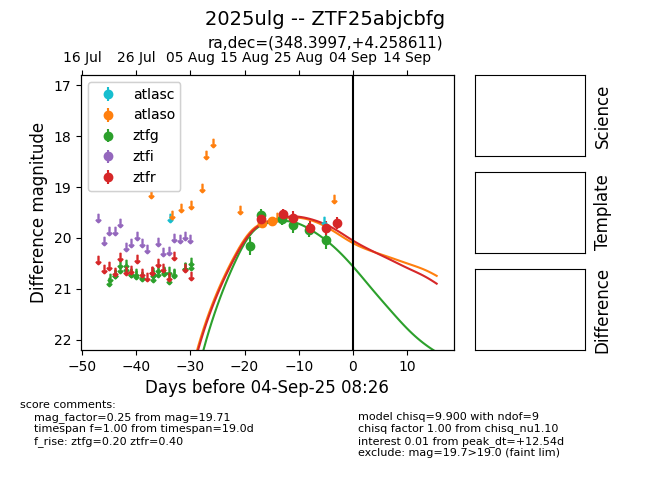 2025ulg -- ZTF25abjcbfg
ra,dec=(348.3997,+4.258611)
16 Jul 26 Jul 05 Aug 15 Aug 25 Aug 04 Sep 14 Sep
17
18
19
20
21
22
Difference magnitude
atlasc
atlaso
ztfg
ztfi
ztfr
−50 −40 −30 −20 −10 0 10
Days before 04-Sep-25 08:26
Science
Template
Difference
score comments:
mag_factor=0.25 from mag=19.71
timespan f=1.00 from timespan=19.0d
f_rise: ztfg=0.20 ztfr=0.40
model chisq=9.900 with ndof=9
chisq factor 1.00 from chisq_nu1.10
interest 0.01 from peak_dt=+12.54d
exclude: mag=19.7>19.0 (faint lim)